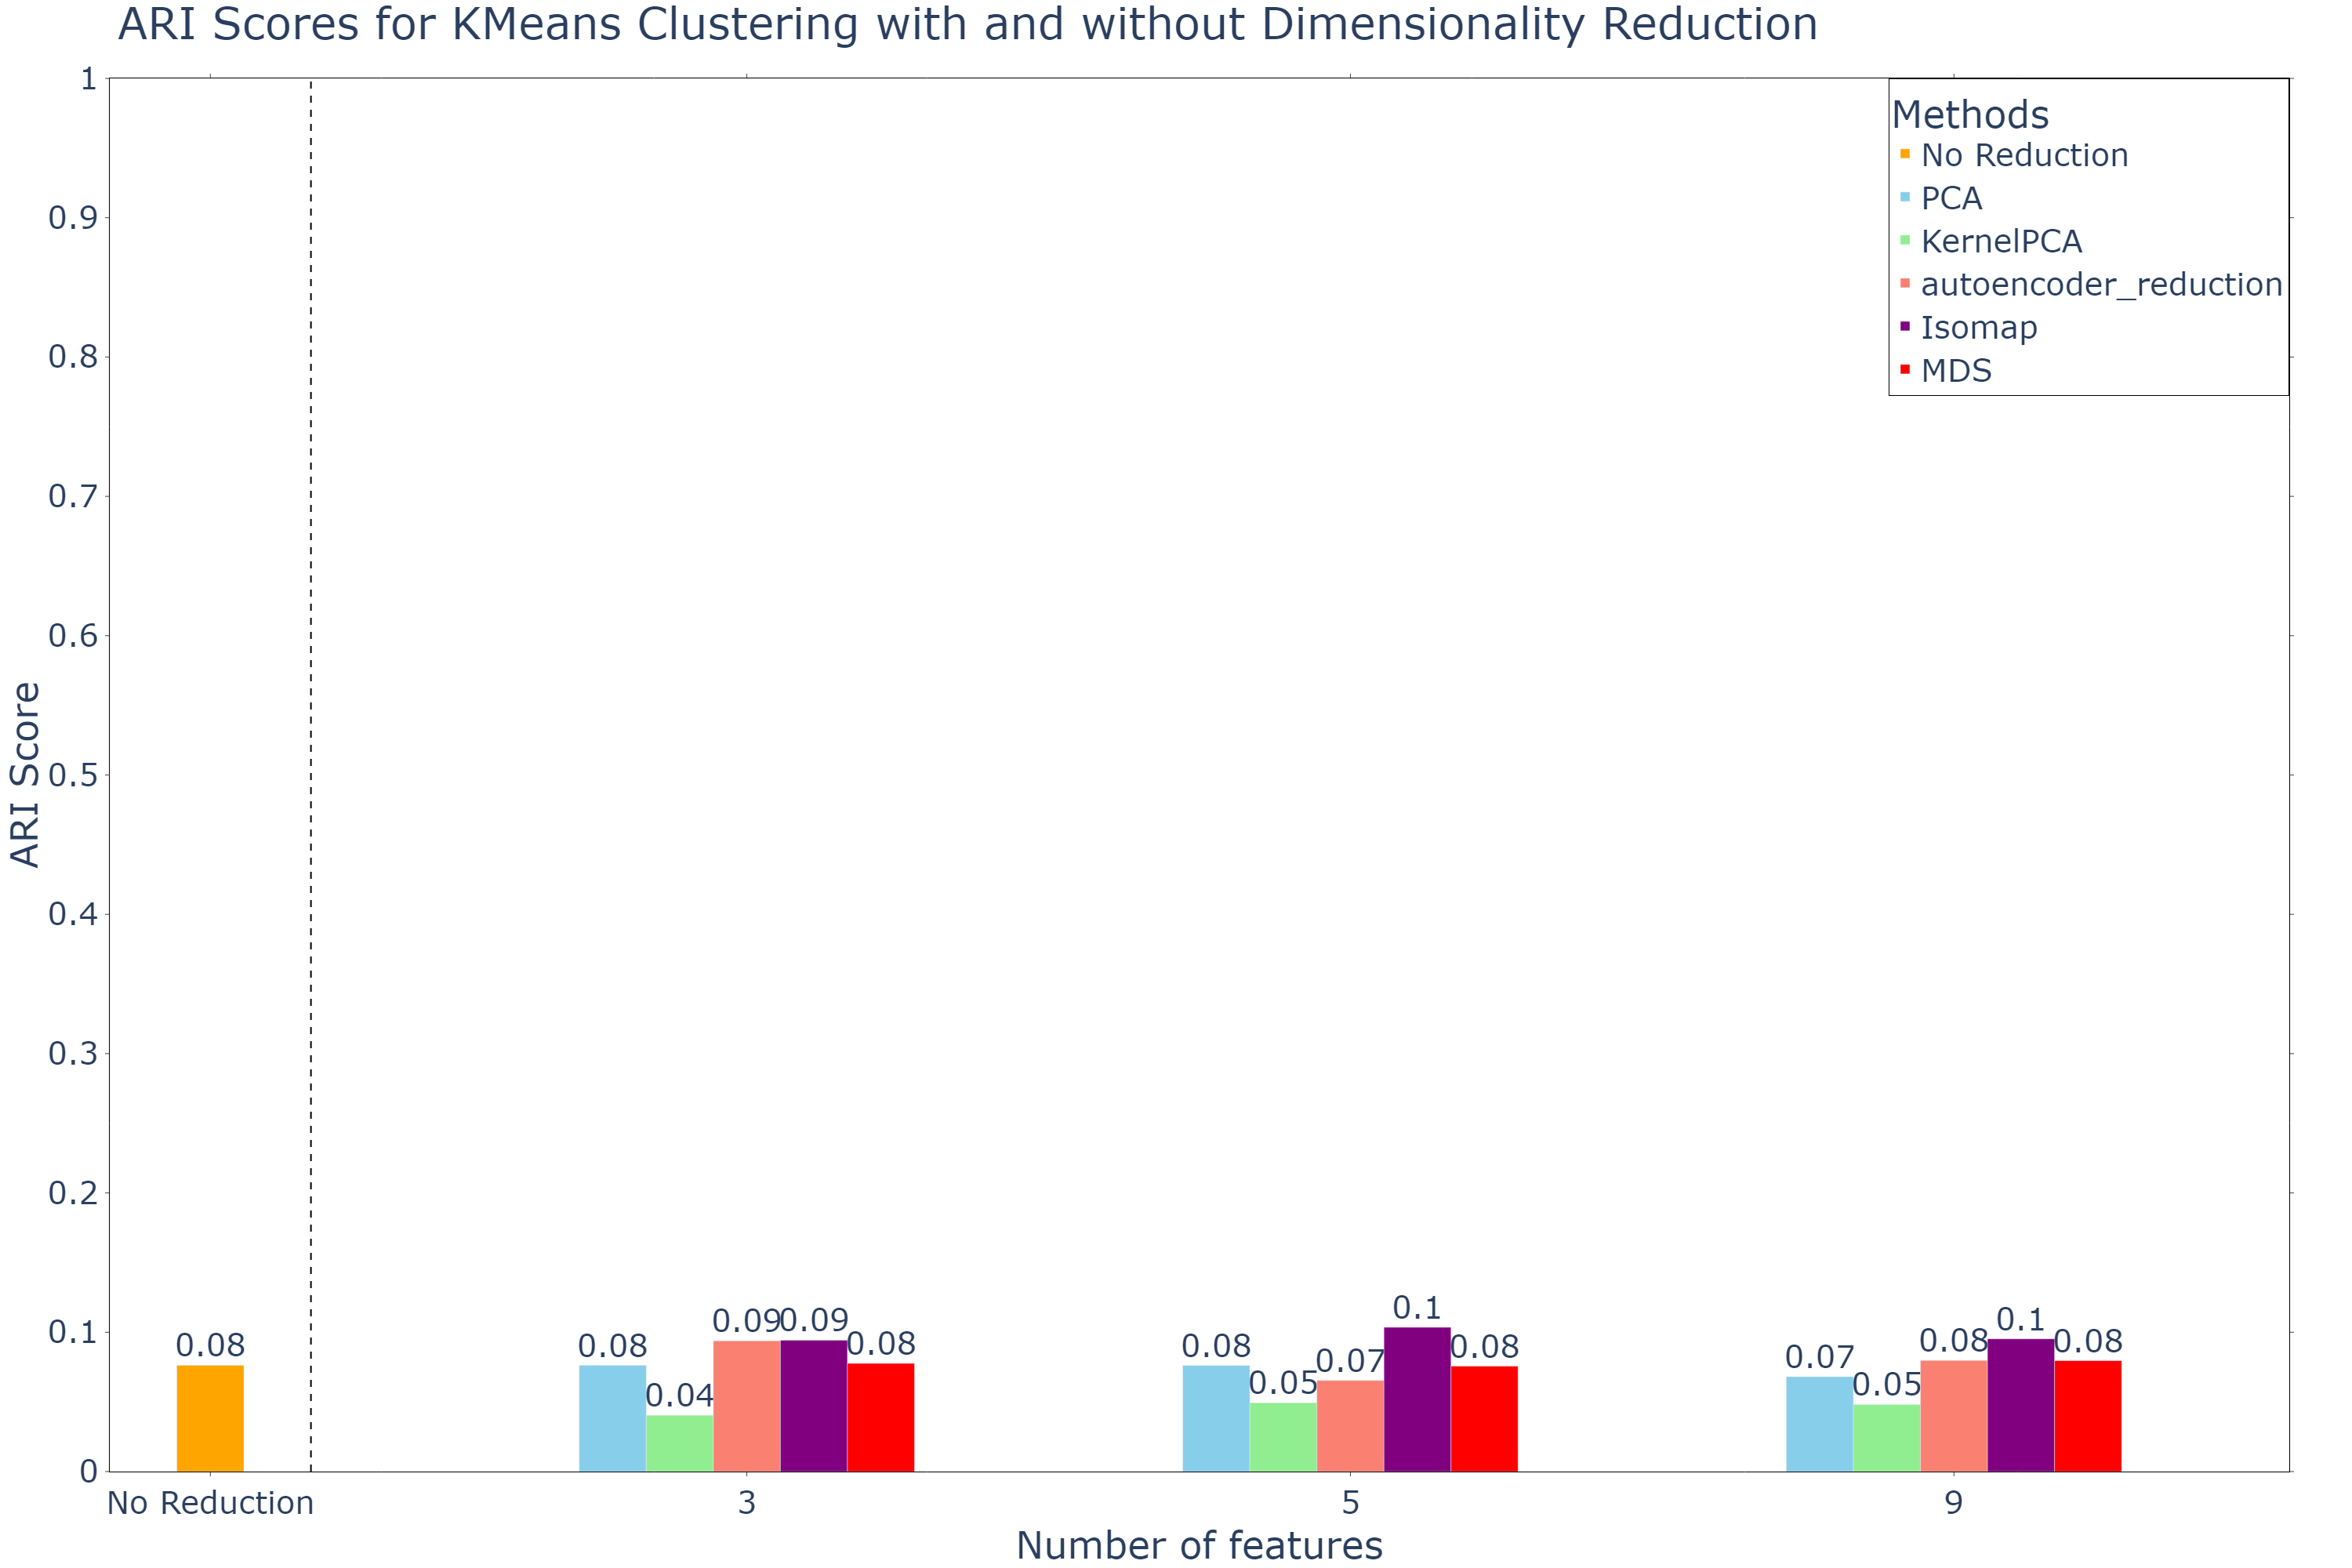 ARI Scores for KMeans Clustering with and without Dimensionality Reduction
Methods
No Reduction
PCA
KernelPCA
autoencoder_reduction
Isomap
MDS
ARI Score
1
0.9
0.8
0.7
0.6
0.5
0.4
0.3
0.2
0.1
0
0.08
0.08
0.04
0.09
0.09
0.08
0.08
0.05
0.07
0.1
0.08
0.07
0.05
0.08
0.1
0.08
No Reduction
3
5
9
Number of features